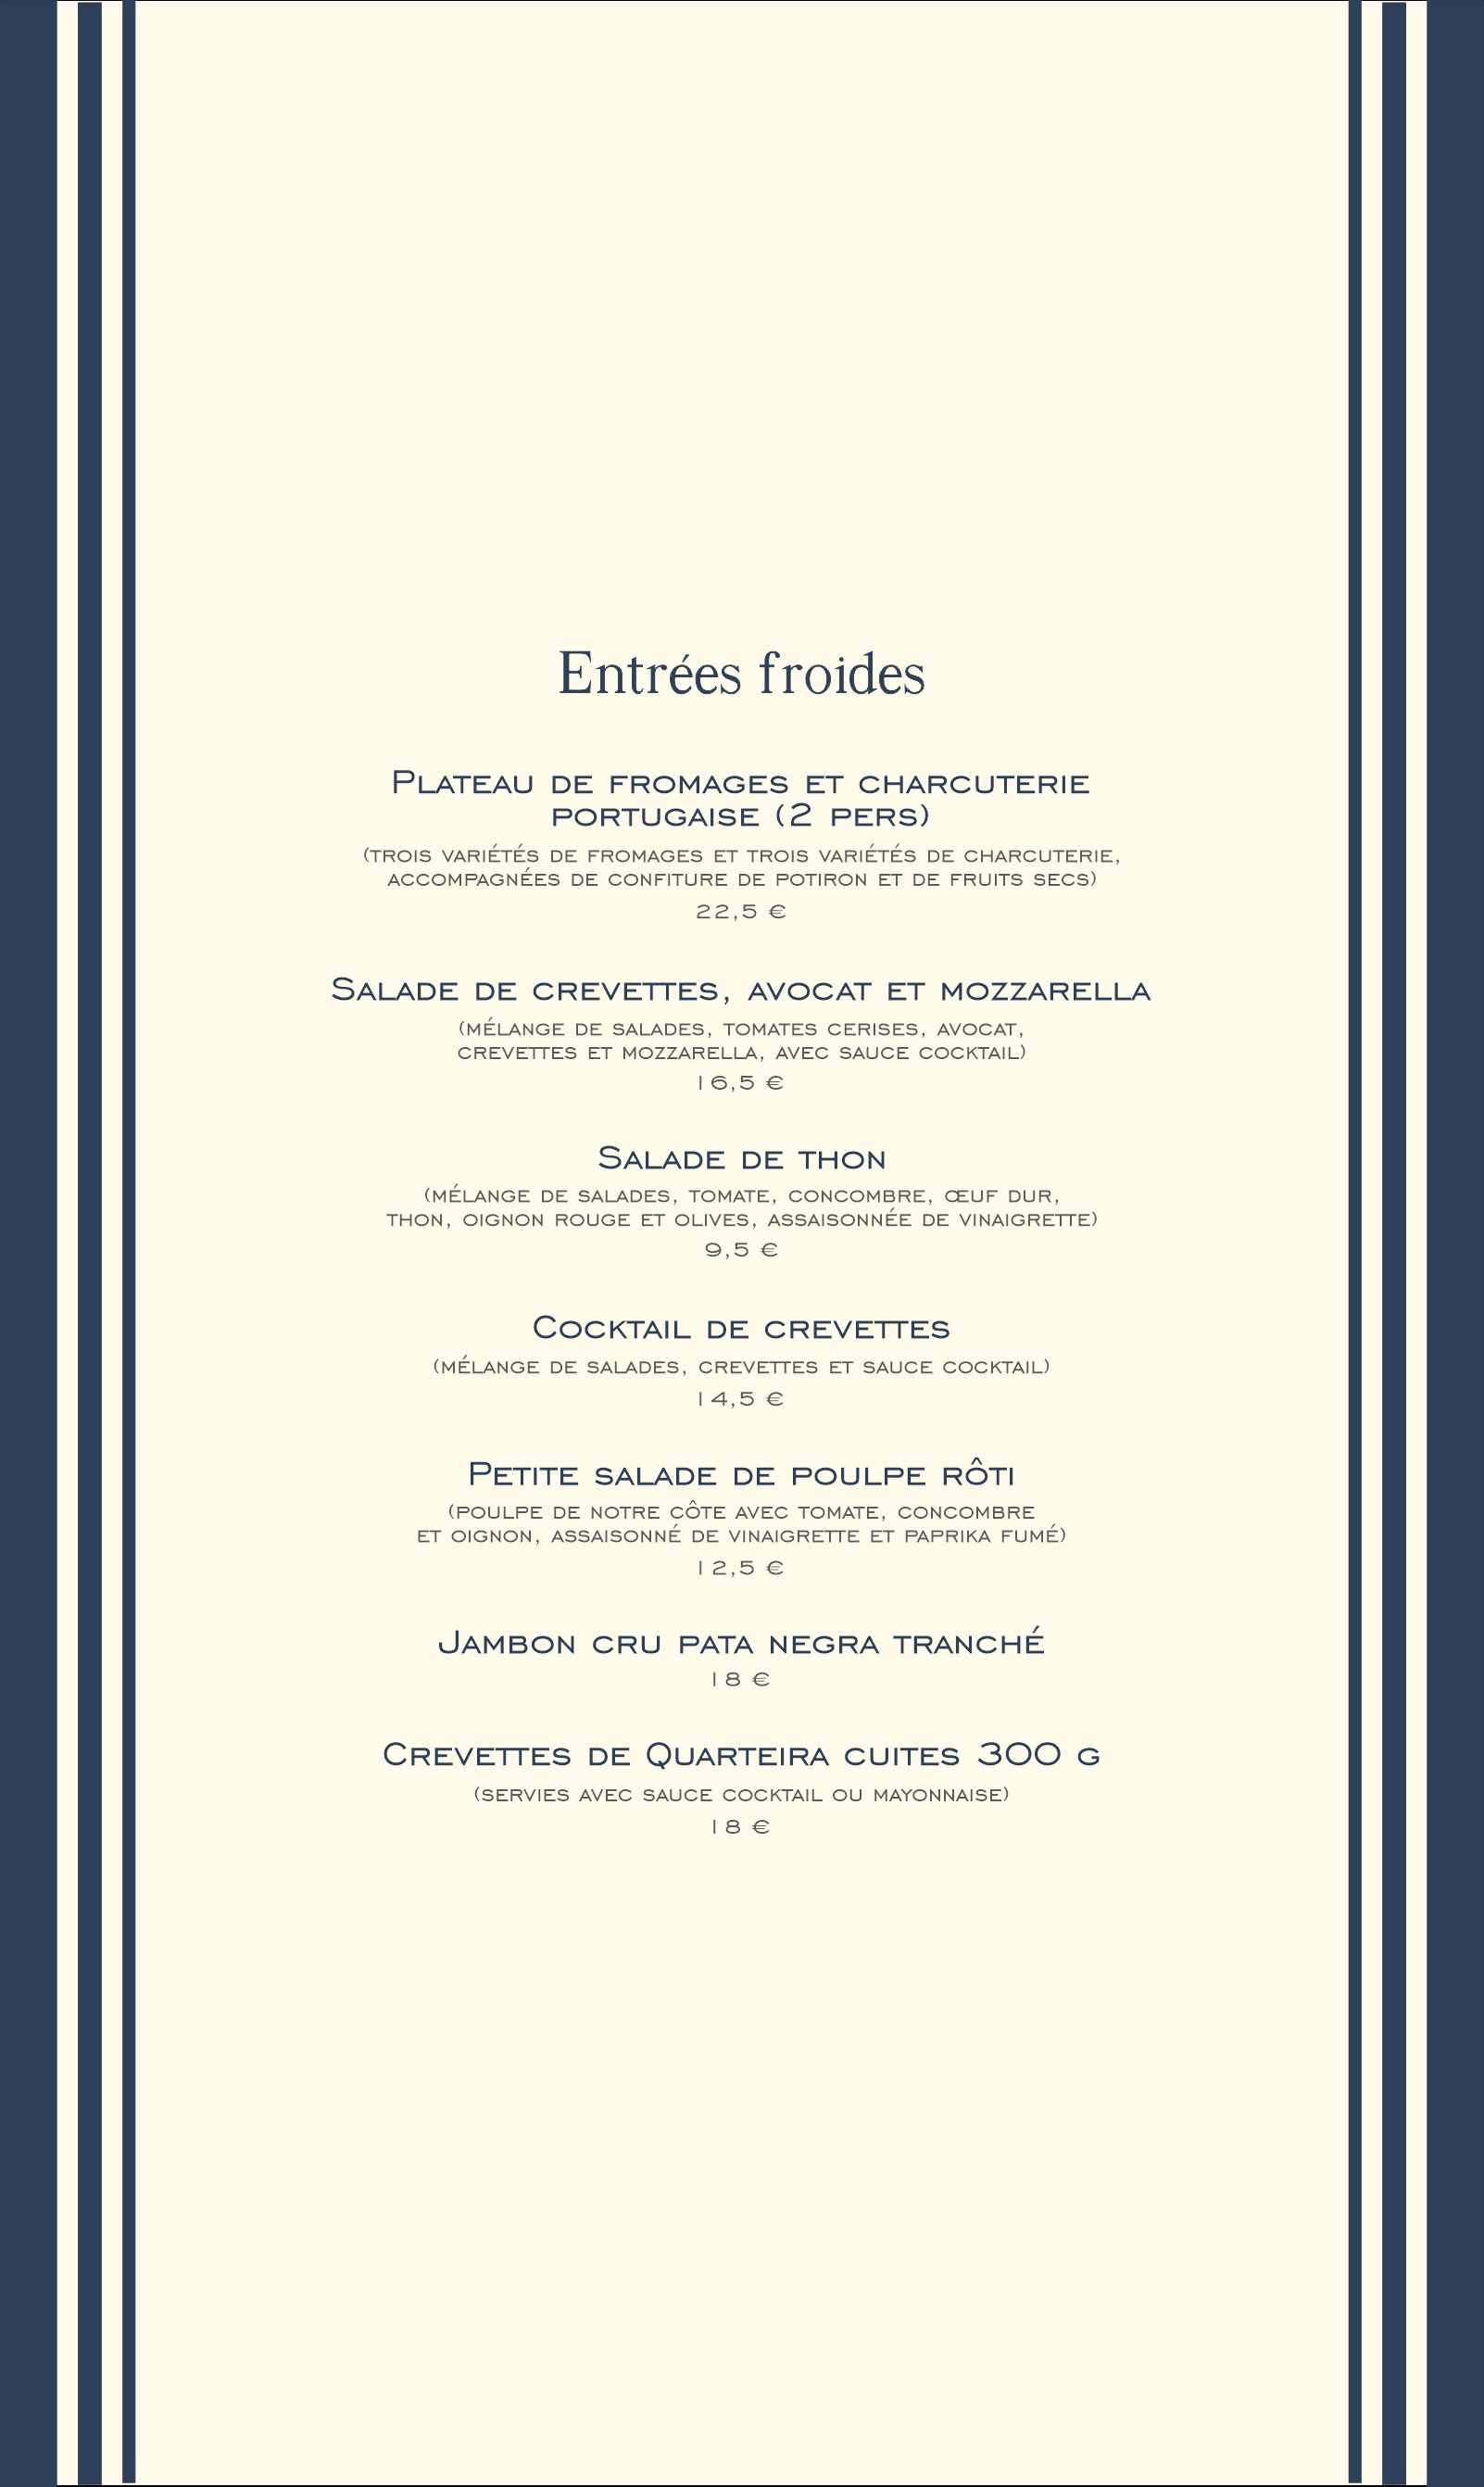 Entrées froides
Plateau de fromages et charcuterie
portugaise (2 pers)
(trois variétés de fromages et trois variétés de charcuterie,
accompagnées de confiture de potiron et de fruits secs)
22,5 €
Salade de crevettes, avocat et mozzarella
(mélange de salades, tomates cerises, avocat,
crevettes et mozzarella, avec sauce cocktail)
16,5 €
Salade de thon
(mélange de salades, tomate, concombre, œuf dur,
thon, oignon rouge et olives, assaisonnée de vinaigrette)
9,5 €
Cocktail de crevettes
(mélange de salades, crevettes et sauce cocktail)
14,5 €
Petite salade de poulpe rôti
(poulpe de notre côte avec tomate, concombre
et oignon, assaisonné de vinaigrette et paprika fumé)
12,5 €
Jambon cru pata negra tranché
18 €
Crevettes de Quarteira cuites 300 g
(servies avec sauce cocktail ou mayonnaise)
18 €